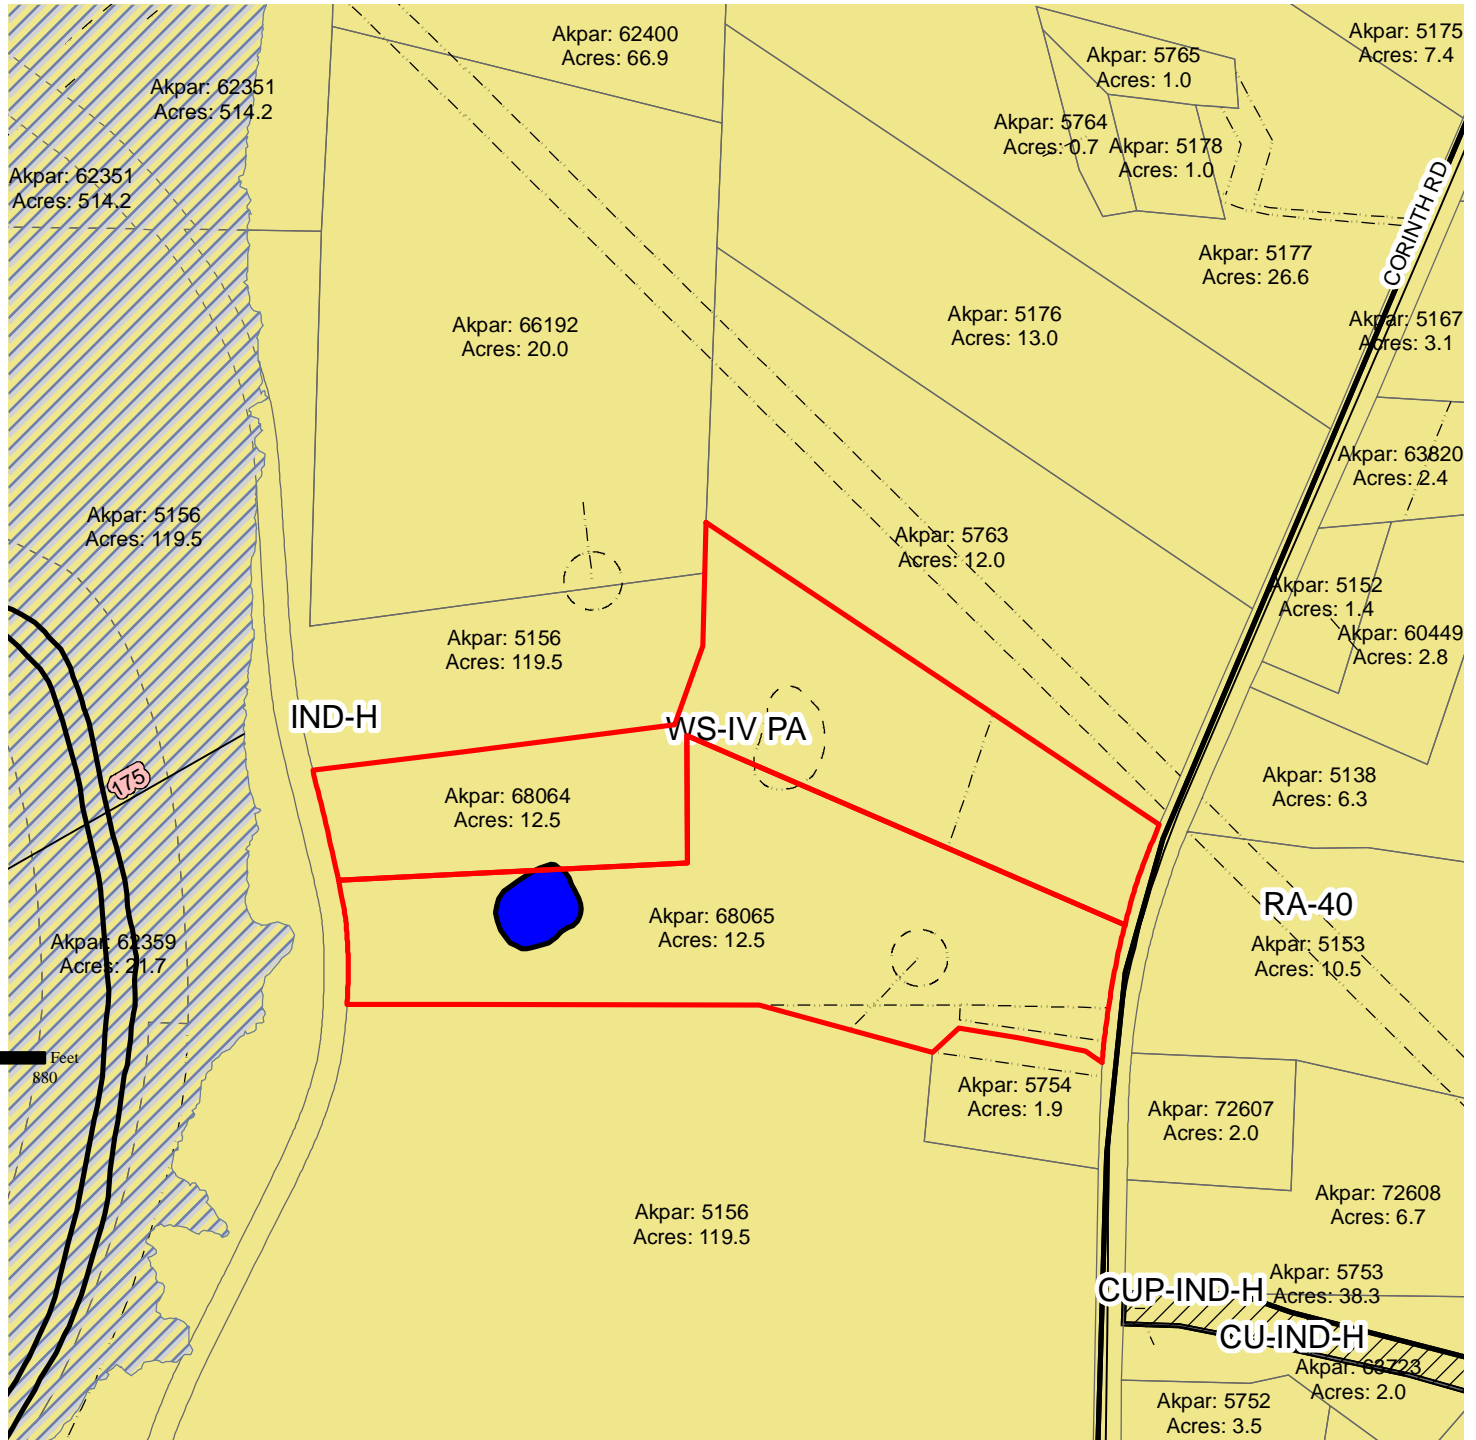 Akpar: 62400
Acres: 66.9
Akpar: 5175
Acres: 7.4
Akpar: 5765
Acres: 1.0
Akpar: 62351
Acres: 514.2
Akpar: 5764
Acres: 0.7
Akpar: 5178
Acres: 1.0
Akpar: 62351
Acres: 514.2
CORINTH RD
Akpar: 5177
Acres: 26.6
Akpar: 5176
Acres: 13.0
Akpar: 66192
Acres: 20.0
Akpar: 5167
Acres: 3.1
Akpar: 63820
Acres: 2.4
Akpar: 5156
Acres: 119.5
Akpar: 5763
Acres: 12.0
Akpar: 5152
Acres: 1.4
Akpar: 60449
Acres: 2.8
Akpar: 5156
Acres: 119.5
IND-H
WS-IV PA
175
Akpar: 5138
Acres: 6.3
Akpar: 68064
Acres: 12.5
RA-40
Akpar: 68065
Acres: 12.5
Akpar: 62359
Acres: 21.7
Akpar: 5153
Acres: 10.5
Feet
880
Akpar: 5754
Acres: 1.9
Akpar: 72607
Acres: 2.0
Akpar: 5156
Acres: 119.5
Akpar: 72608
Acres: 6.7
Akpar: 5753
Acres: 38.3
CUP-IND-H
CU-IND-H
Akpar: 63723
Acres: 2.0
Akpar: 5752
Acres: 3.5